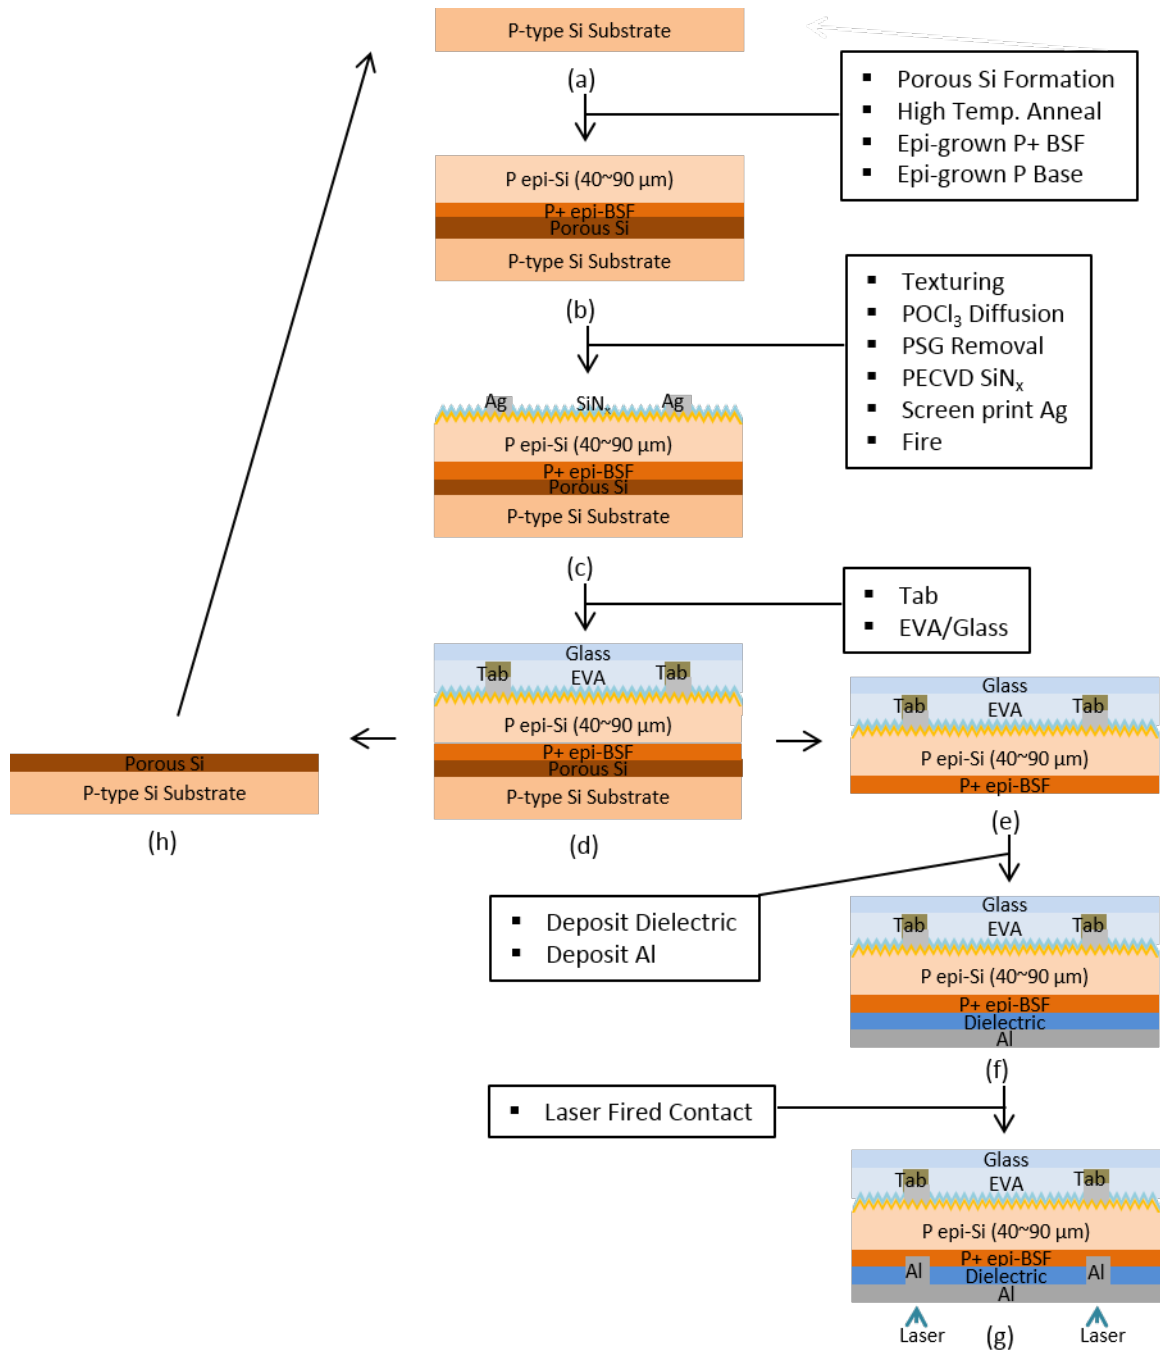 P-type Si Substrate
(a)
▪ Porous Si Formation
▪ High Temp. Anneal
▪ Epi-grown P+ BSF
▪ Epi-grown P Base
P epi-Si (40~90 µm)
P+ epi-BSF
Porous Si
P-type Si Substrate
(b)
▪ Texturing
▪ POCl₃ Diffusion
▪ PSG Removal
▪ PECVD SiNₓ
▪ Screen print Ag
▪ Fire
Ag SiNₓ Ag
P epi-Si (40~90 µm)
P+ epi-BSF
Porous Si
P-type Si Substrate
(c)
▪ Tab
▪ EVA/Glass
Glass
Tab EVA Tab
P epi-Si (40~90 µm)
P+ epi-BSF
Porous Si
P-type Si Substrate
(d)
Porous Si
P-type Si Substrate
(h)
Glass
Tab EVA Tab
P epi-Si (40~90 µm)
P+ epi-BSF
(e)
▪ Deposit Dielectric
▪ Deposit Al
Glass
Tab EVA Tab
P epi-Si (40~90 µm)
P+ epi-BSF
Dielectric
Al
(f)
▪ Laser Fired Contact
Glass
Tab EVA Tab
P epi-Si (40~90 µm)
P+ epi-BSF
Al Dielectric Al
Al
Laser (g) Laser